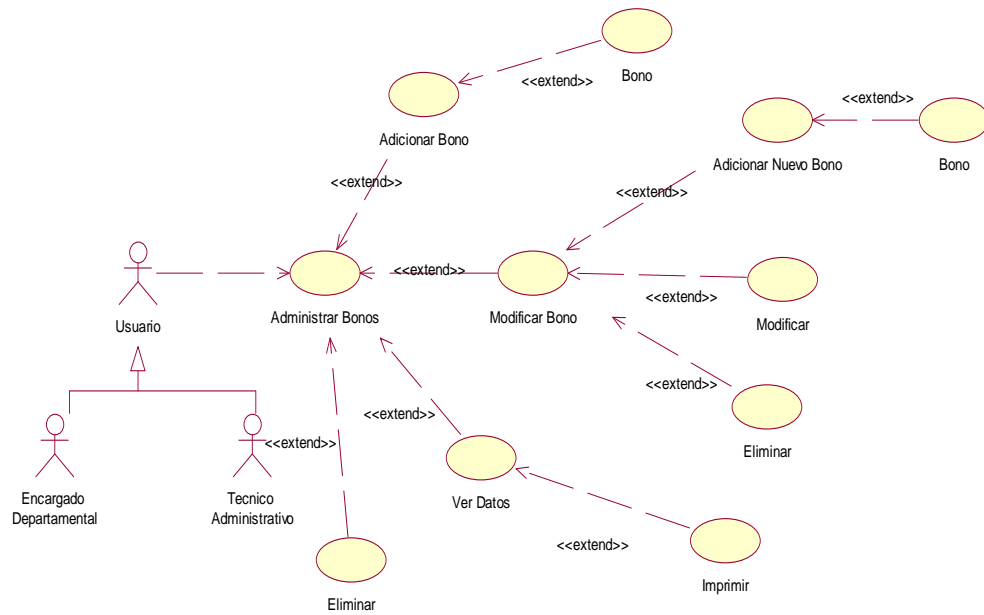 <<extend>>
Bono
<<extend>>
Adicionar Bono
Adicionar Nuevo Bono
Bono
<<extend>>
<<extend>>
<<extend>>
<<extend>>
Usuario
Administrar Bonos
Modificar Bono
Modificar
<<extend>>
<<extend>>
<<extend>>
Eliminar
Encargado
Departamental
Tecnico
Administrativo
Ver Datos
<<extend>>
Imprimir
Eliminar